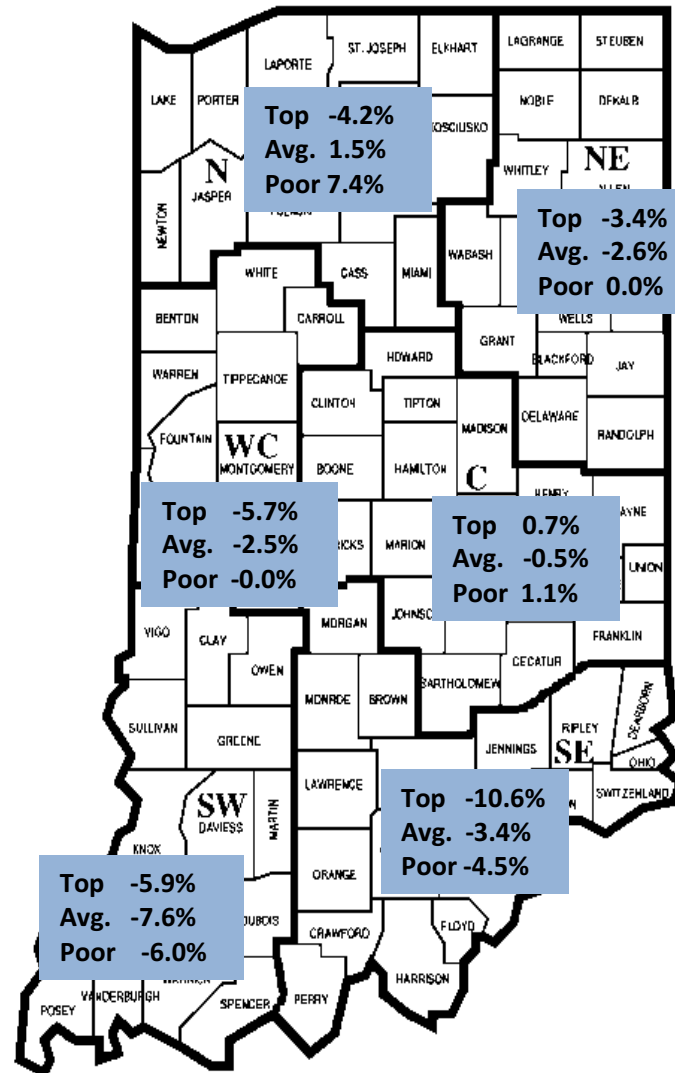 ST. JOSEPH
ELKHART
LAGRANGE
STEUBEN
LAPORTE
LAKE
PORTER
NOBLE
DEKALB
Top -4.2%
Avg. 1.5%
Poor 7.4%
N
JASPER
NEWTON
WHITLEY
NE
Top -3.4%
Avg. -2.6%
Poor 0.0%
WABASH
WHITE
CASS
MIAMI
BENTON
CARROLL
WELLS
GRANT
BLACKFORD
JAY
HOWARD
WARREN
TIPPECANOE
CLINTON
TIPTON
MADISON
DELAWARE
RANDOLPH
FOUNTAIN
WC
MONTGOMERY
BOONE
HAMILTON
C
Top -5.7%
Avg. -2.5%
Poor -0.0%
MARION
Top 0.7%
Avg. -0.5%
Poor 1.1%
UNION
VIGO
CLAY
OWEN
MORGAN
FRANKLIN
DECATUR
MONROE
BROWN
BARTHOLOMEW
SULLIVAN
GREENE
JENNINGS
RIPLEY
SE
DEARBORN
OHIO
SWITZERLAND
LAWRENCE
SW
DAVIESS
MARTIN
KNOX
Top -10.6%
Avg. -3.4%
Poor -4.5%
ORANGE
Top -5.9%
Avg. -7.6%
Poor -6.0%
CRAWFORD
FLOYD
HARRISON
PERRY
SPENCER
VANDERBURGH
POSEY